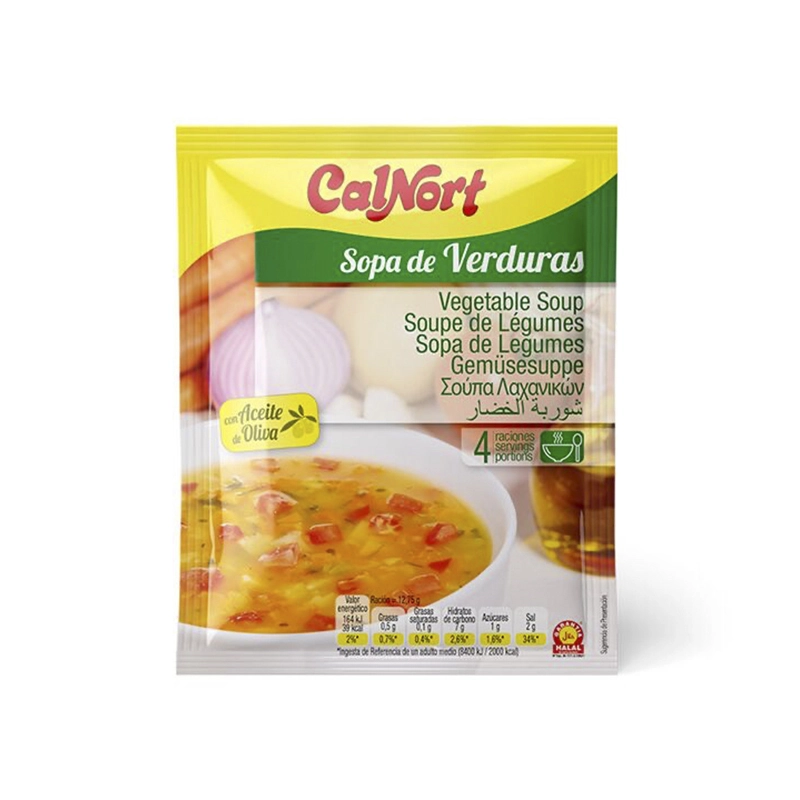 CalNort
Sopa de Verduras
Vegetable Soup
Soupe de Légumes
Sopa de Legumes
Gemüsesuppe
Σούπα Λαχανικών
شوربة الخضار
con Aceite
de Oliva
4 raciones
servings
portions
Ración = 12,75 g
Valor energético 164 kJ 39 kcal 2%*
Grasas 0,5 g 0,7%*
Grasas saturadas 0,1 g 0,4%*
Hidratos de carbono 7 g 2,6%*
Azúcares 1 g 1,6%*
Sal 2 g 34%*
*Ingesta de Referencia de un adulto medio (8400 kJ / 2000 kcal)
GARANTIA
HALAL
Sugerencia de Presentación